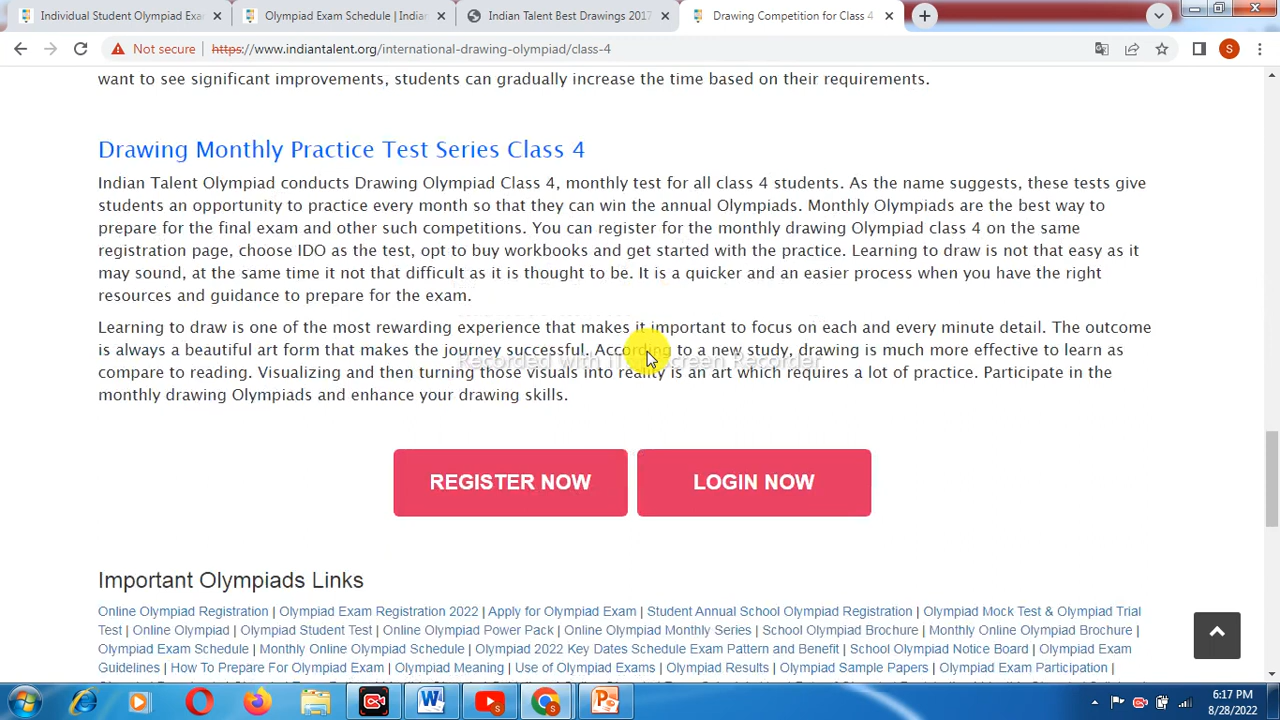 Individual Student Olympiad Exa
Olympiad Exam Schedule | India
Indian Talent Best Drawings 2017
Drawing Competition for Class 4
Not secure
https://www.indiantalent.org/international-drawing-olympiad/class-4
S
want to see significant improvements, students can gradually increase the time based on their requirements.
Drawing Monthly Practice Test Series Class 4
Indian Talent Olympiad conducts Drawing Olympiad Class 4, monthly test for all class 4 students. As the name suggests, these tests give
students an opportunity to practice every month so that they can win the annual Olympiads. Monthly Olympiads are the best way to
prepare for the final exam and other such competitions. You can register for the monthly drawing Olympiad class 4 on the same
registration page, choose IDO as the test, opt to buy workbooks and get started with the practice. Learning to draw is not that easy as it
may sound, at the same time it not that difficult as it is thought to be. It is a quicker and an easier process when you have the right
resources and guidance to prepare for the exam.
Learning to draw is one of the most rewarding experience that makes it important to focus on each and every minute detail. The outcome
is always a beautiful art form that makes the journey successful. According to a new study, drawing is much more effective to learn as
Recorded with iTop Screen Recorder
compare to reading. Visualizing and then turning those visuals into reality is an art which requires a lot of practice. Participate in the
monthly drawing Olympiads and enhance your drawing skills.
REGISTER NOW
LOGIN NOW
Important Olympiads Links
Online Olympiad Registration | Olympiad Exam Registration 2022 | Apply for Olympiad Exam | Student Annual School Olympiad Registration | Olympiad Mock Test & Olympiad Trial
Test | Online Olympiad | Olympiad Student Test | Online Olympiad Power Pack | Online Olympiad Monthly Series | School Olympiad Brochure | Monthly Online Olympiad Brochure |
Olympiad Exam Schedule | Monthly Online Olympiad Schedule | Olympiad 2022 Key Dates Schedule Exam Pattern and Benefit | School Olympiad Notice Board | Olympiad Exam
Guidelines | How To Prepare For Olympiad Exam | Olympiad Meaning | Use of Olympiad Exams | Olympiad Results | Olympiad Sample Papers | Olympiad Exam Participation |
6:17 PM
8/28/2022